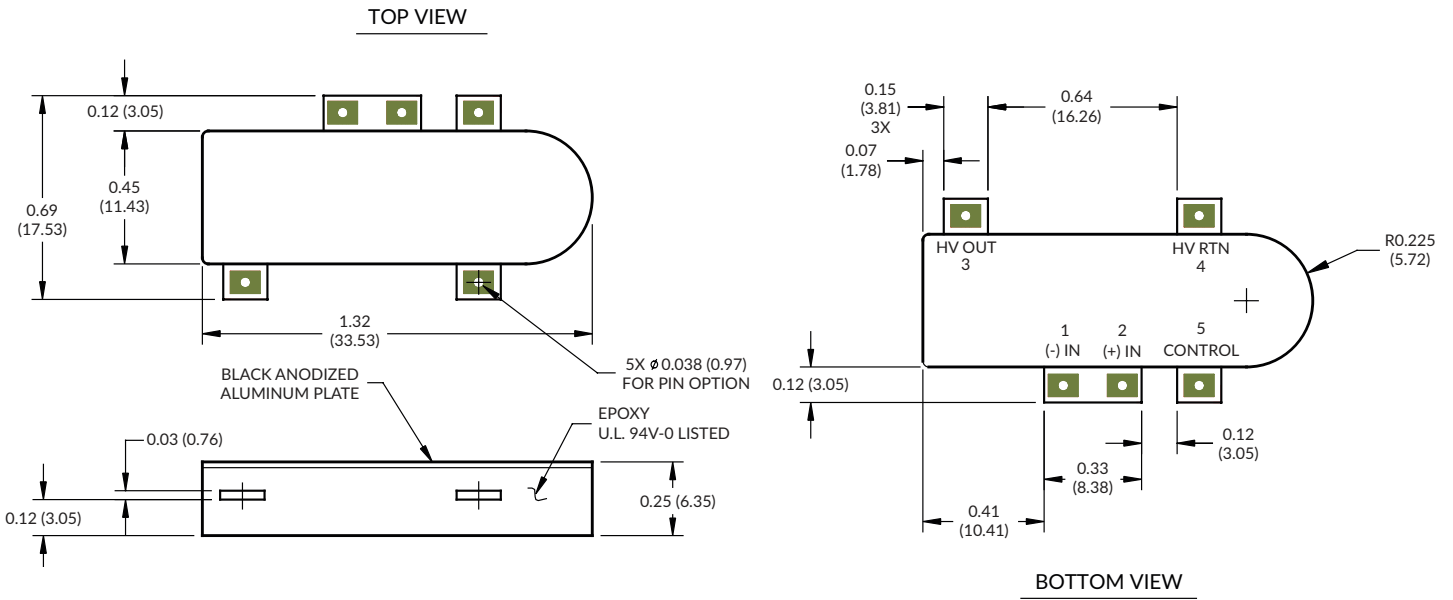 TOP VIEW
0.12 (3.05)
0.45
(11.43)
0.69
(17.53)
1.32
(33.53)
5X ⌀ 0.038 (0.97)
FOR PIN OPTION
BLACK ANODIZED
ALUMINUM PLATE
EPOXY
U.L. 94V-0 LISTED
0.03 (0.76)
0.12 (3.05)
0.25 (6.35)
0.15
(3.81)
3X
0.64
(16.26)
0.07
(1.78)
HV OUT
3
HV RTN
4
R0.225
(5.72)
1
(-) IN
2
(+) IN
5
CONTROL
0.12 (3.05)
0.12
(3.05)
0.33
(8.38)
0.41
(10.41)
BOTTOM VIEW